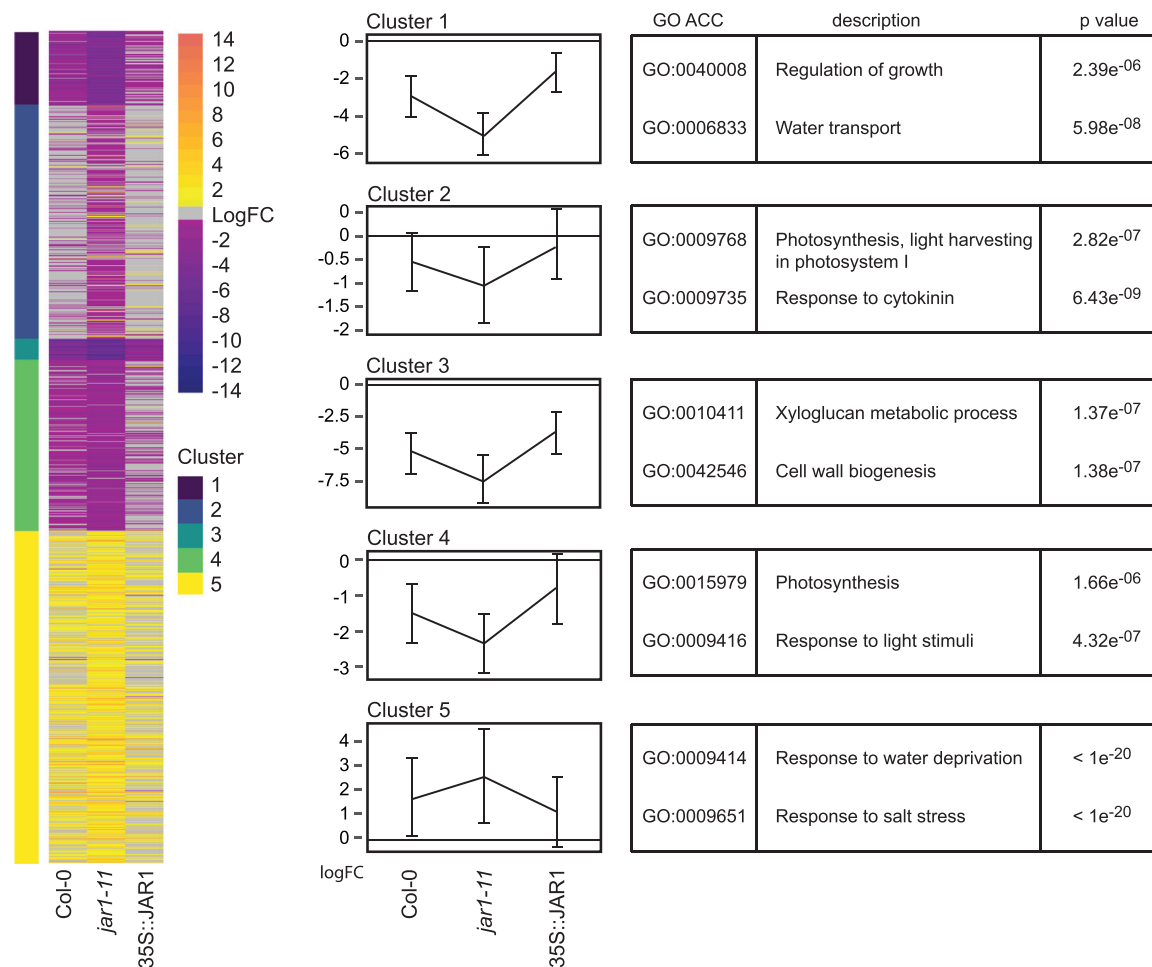 14
12
10
8
6
4
2
LogFC
-2
-4
-6
-8
-10
-12
-14
Cluster
1
2
3
4
5
Col-0
jar1-11
35S::JAR1
Cluster 1
0
-2
-4
-6
Cluster 2
0
0
-0.5
-1
-1.5
-2
Cluster 3
0
-2.5
-5
-7.5
Cluster 4
0
-1
-2
-3
Cluster 5
4
3
2
1
0
logFC
Col-0
jar1-11
35S::JAR1
GO ACC description p value
GO:0040008 Regulation of growth 2.39e-06
GO:0006833 Water transport 5.98e-08
GO:0009768 Photosynthesis, light harvesting 2.82e-07
in photosystem I
GO:0009735 Response to cytokinin 6.43e-09
GO:0010411 Xyloglucan metabolic process 1.37e-07
GO:0042546 Cell wall biogenesis 1.38e-07
GO:0015979 Photosynthesis 1.66e-06
GO:0009416 Response to light stimuli 4.32e-07
GO:0009414 Response to water deprivation < 1e-20
GO:0009651 Response to salt stress < 1e-20